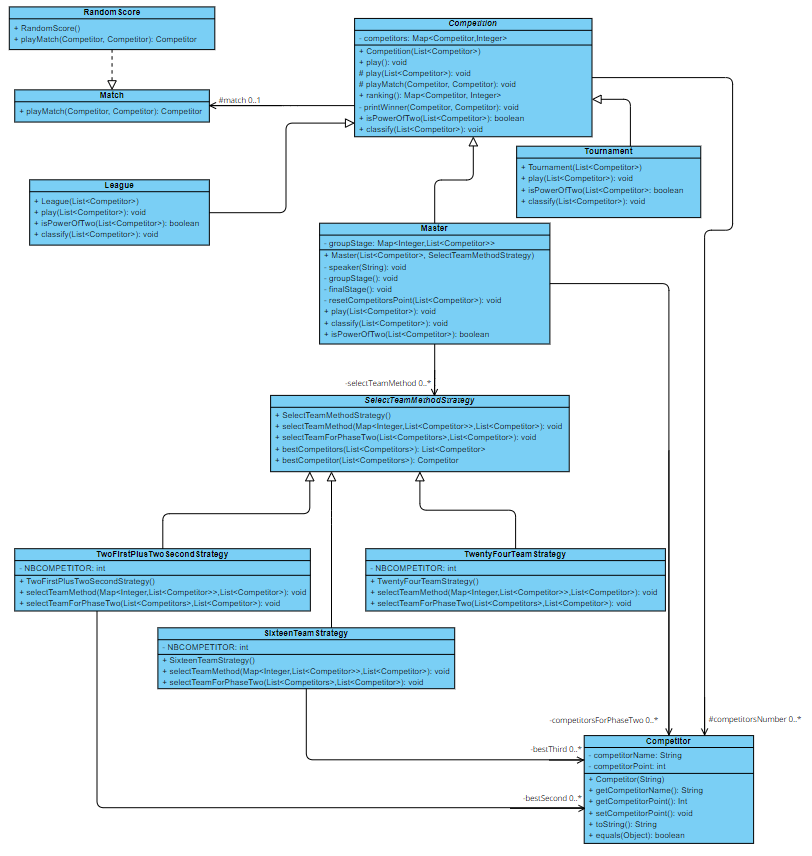 RandomScore
+ RandomScore()
+ playMatch(Competitor, Competitor): Competitor
Match
+ playMatch(Competitor, Competitor): Competitor
#match 0..1
Competition
- competitors: Map<Competitor,Integer>
+ Competition(List<Competitor>)
+ play(): void
# play(List<Competitor>): void
# playMatch(Competitor, Competitor): void
+ ranking(): Map<Competitor, Integer>
- printWinner(Competitor, Competitor): void
+ isPowerOfTwo(List<Competitor>): boolean
+ classify(List<Competitor>): void
Tournament
+ Tournament(List<Competitor>)
+ play(List<Competitor>): void
+ isPowerOfTwo(List<Competitor>: boolean
+ classify(List<Competitor>): void
League
+ League(List<Competitor>)
+ play(List<Competitor>): void
+ isPowerOfTwo(List<Competitor>): boolean
+ classify(List<Competitor>): void
Master
- groupStage: Map<Integer,List<Competitor>>
+ Master(List<Competitor>, SelectTeamMethodStrategy)
- speaker(String): void
- groupStage(): void
- finalStage(): void
- resetCompetitorsPoint(List<Competitor>): void
+ play(List<Competitor>): void
+ classify(List<Competitor>): void
+ isPowerOfTwo(List<Competitor>): boolean
-selectTeamMethod 0..*
SelectTeamMethodStrategy
+ SelectTeamMethodStrategy()
+ selectTeamMethod(Map<Integer,List<Competitor>>,List<Competitor>): void
+ selectTeamForPhaseTwo(List<Competitors>,List<Competitor>): void
+ bestCompetitors(List<Competitors>): List<Competitor>
+ bestCompetitor(List<Competitors>): Competitor
TwoFirstPlusTwoSecondStrategy
- NBCOMPETITOR: int
+ TwoFirstPlusTwoSecondStrategy()
+ selectTeamMethod(Map<Integer,List<Competitor>>,List<Competitor>): void
+ selectTeamForPhaseTwo(List<Competitors>,List<Competitor>): void
TwentyFourTeamStrategy
- NBCOMPETITOR: int
+ TwentyFourTeamStrategy()
+ selectTeamMethod(Map<Integer,List<Competitor>>,List<Competitor>): void
+ selectTeamForPhaseTwo(List<Competitors>,List<Competitor>): void
SixteenTeamStrategy
- NBCOMPETITOR: int
+ SixteenTeamStrategy()
+ selectTeamMethod(Map<Integer,List<Competitor>>,List<Competitor>): void
+ selectTeamForPhaseTwo(List<Competitors>,List<Competitor>): void
-competitorsForPhaseTwo 0..*
#competitorsNumber 0..*
-bestThird 0..*
-bestSecond 0..*
Competitor
- competitorName: String
- competitorPoint: int
+ Competitor(String)
+ getCompetitorName(): String
+ getCompetitorPoint(): Int
+ setCompetitorPoint(): void
+ toString(): String
+ equals(Object): boolean